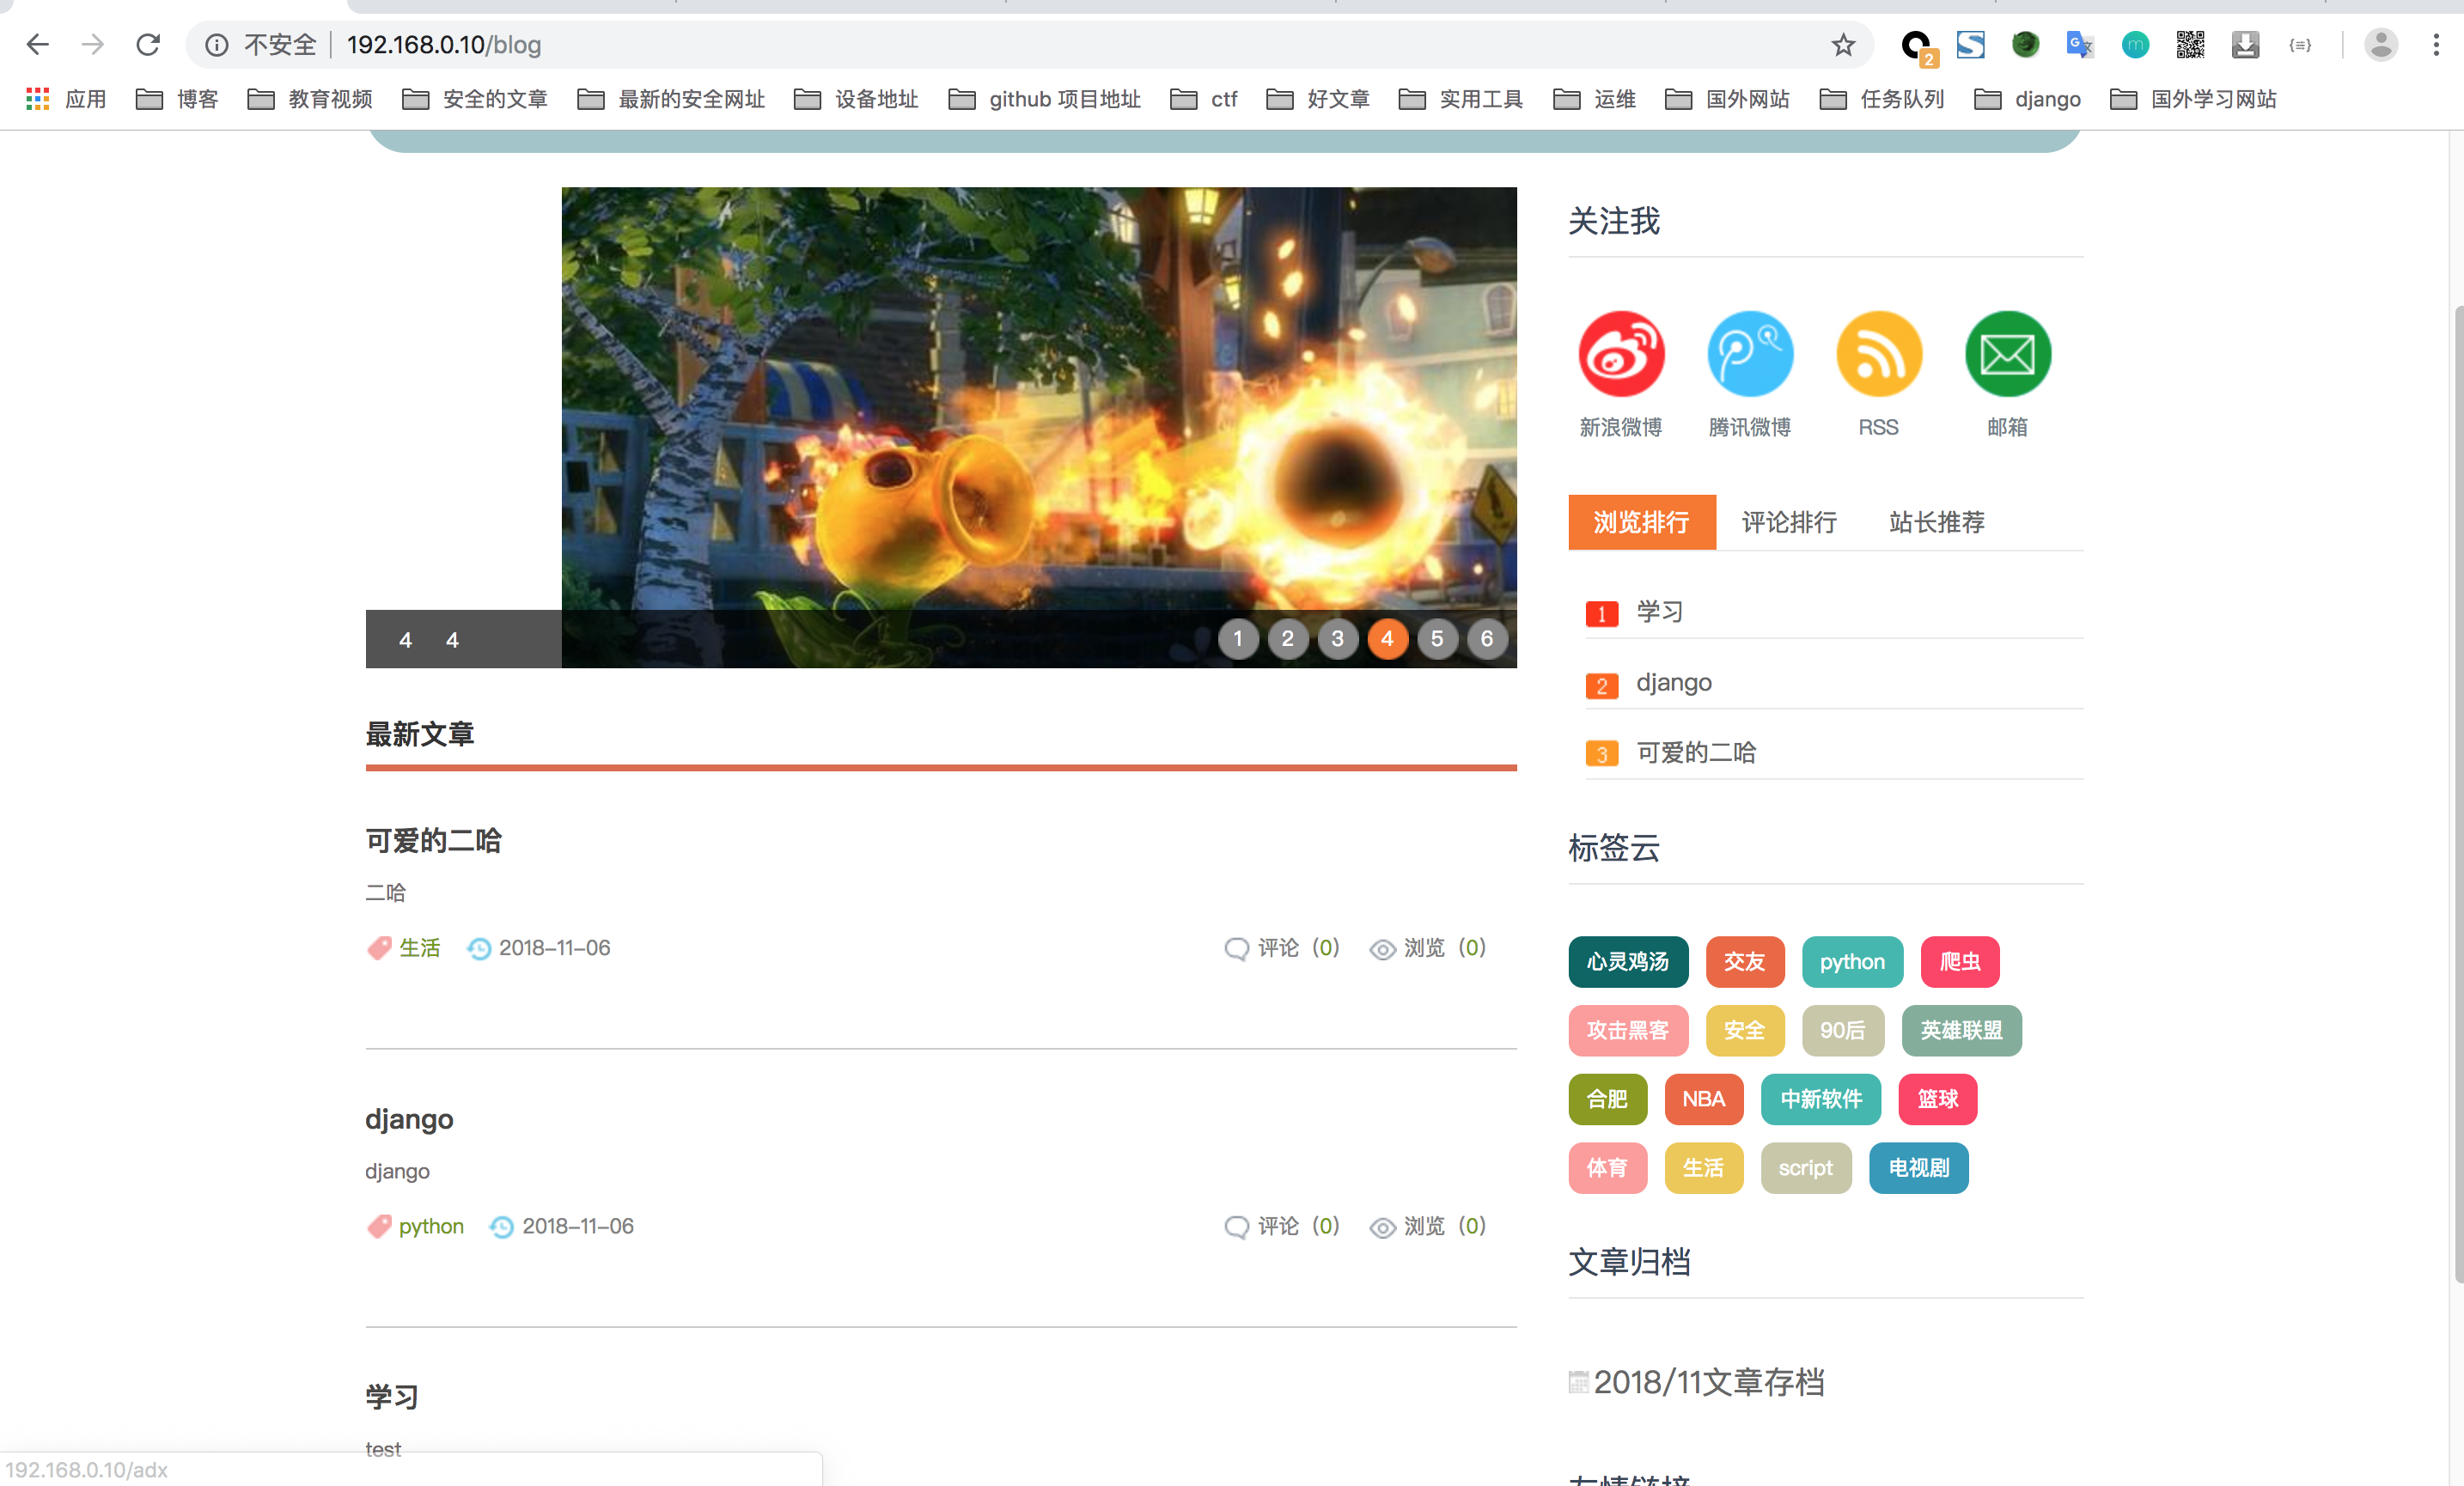 不安全 192.168.0.10/blog
2
应用 博客 教育视频 安全的文章 最新的安全网址 设备地址 github 项目地址 ctf 好文章 实用工具 运维 国外网站 任务队列 django 国外学习网站
4 4
1 2 3 4 5 6
最新文章
可爱的二哈
二哈
生活 2018-11-06 评论 (0) 浏览 (0)
django
django
python 2018-11-06 评论 (0) 浏览 (0)
学习
test
关注我
新浪微博 腾讯微博 RSS 邮箱
浏览排行 评论排行 站长推荐
1 学习
2 django
3 可爱的二哈
标签云
心灵鸡汤 交友 python 爬虫
攻击黑客 安全 90后 英雄联盟
合肥 NBA 中新软件 篮球
体育 生活 script 电视剧
文章归档
2018/11文章存档
友情链接
192.168.0.10/adx